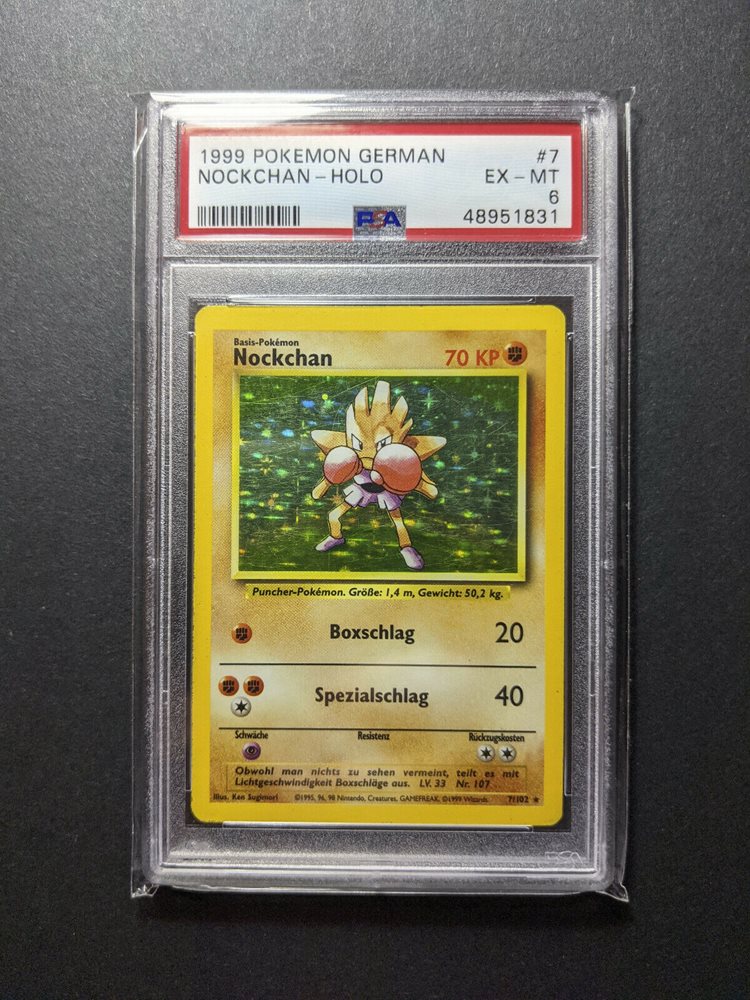 1999 POKEMON GERMAN #7
NOCKCHAN - HOLO EX - MT
6
PSA 48951831
Basis-Pokémon
Nockchan 70 KP
Puncher-Pokémon. Größe: 1,4 m, Gewicht: 50,2 kg.
Boxschlag 20
Spezialschlag 40
Schwäche Resistenz Rückzugskosten
Obwohl man nichts zu sehen vermeint, teilt es mit
Lichtgeschwindigkeit Boxschläge aus. LV. 33 Nr. 107
Illus. Ken Sugimori ©1995, 96, 98 Nintendo, Creatures, GAMEFREAK. ©1999 Wizards. 7/102 ★
PSA